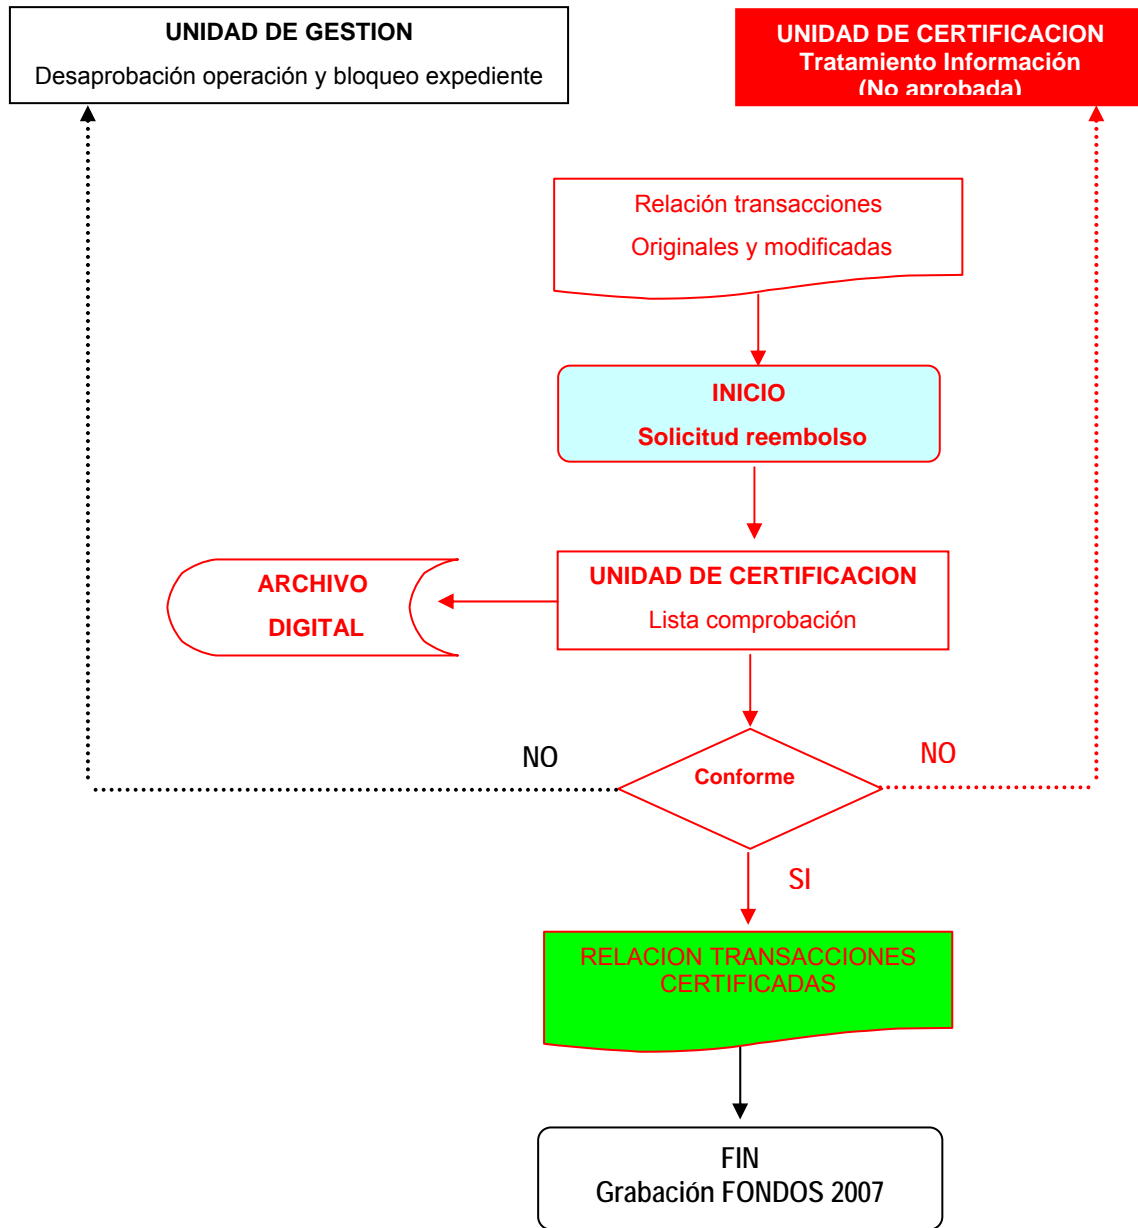 UNIDAD DE GESTION
Desaprobación operación y bloqueo expediente
UNIDAD DE CERTIFICACION
Tratamiento Información
(No aprobada)
Relación transacciones
Originales y modificadas
INICIO
Solicitud reembolso
UNIDAD DE CERTIFICACION
Lista comprobación
ARCHIVO
DIGITAL
NO
Conforme
NO
SI
RELACION TRANSACCIONES
CERTIFICADAS
FIN
Grabación FONDOS 2007